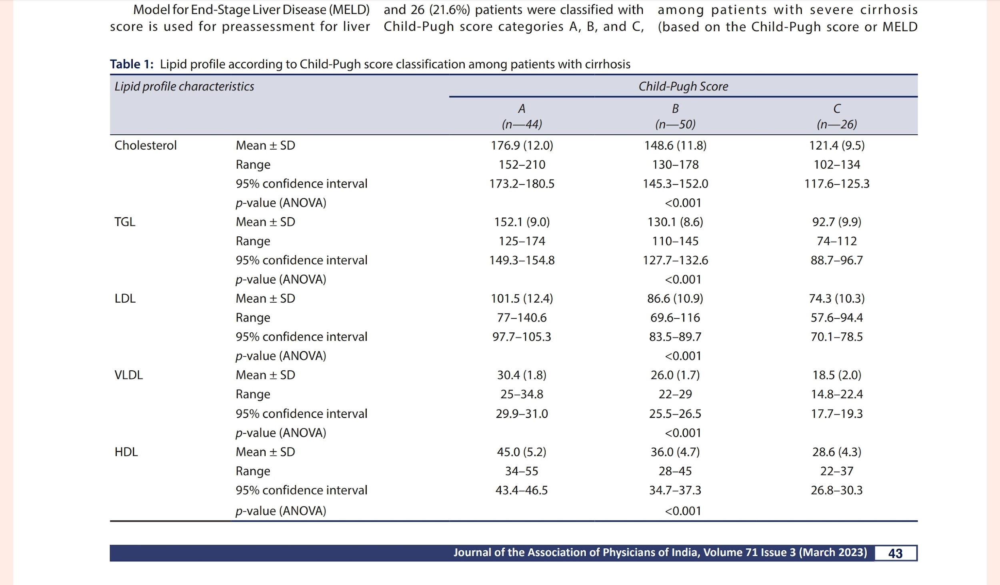 Model for End-Stage Liver Disease (MELD)
score is used for preassessment for liver
and 26 (21.6%) patients were classified with
Child-Pugh score categories A, B, and C,
among patients with severe cirrhosis
(based on the Child-Pugh score or MELD
Table 1: Lipid profile according to Child-Pugh score classification among patients with cirrhosis
Lipid profile characteristics Child-Pugh Score
A B C
(n—44) (n—50) (n—26)
Cholesterol Mean ± SD 176.9 (12.0) 148.6 (11.8) 121.4 (9.5)
Range 152–210 130–178 102–134
95% confidence interval 173.2–180.5 145.3–152.0 117.6–125.3
p-value (ANOVA) <0.001
TGL Mean ± SD 152.1 (9.0) 130.1 (8.6) 92.7 (9.9)
Range 125–174 110–145 74–112
95% confidence interval 149.3–154.8 127.7–132.6 88.7–96.7
p-value (ANOVA) <0.001
LDL Mean ± SD 101.5 (12.4) 86.6 (10.9) 74.3 (10.3)
Range 77–140.6 69.6–116 57.6–94.4
95% confidence interval 97.7–105.3 83.5–89.7 70.1–78.5
p-value (ANOVA) <0.001
VLDL Mean ± SD 30.4 (1.8) 26.0 (1.7) 18.5 (2.0)
Range 25–34.8 22–29 14.8–22.4
95% confidence interval 29.9–31.0 25.5–26.5 17.7–19.3
p-value (ANOVA) <0.001
HDL Mean ± SD 45.0 (5.2) 36.0 (4.7) 28.6 (4.3)
Range 34–55 28–45 22–37
95% confidence interval 43.4–46.5 34.7–37.3 26.8–30.3
p-value (ANOVA) <0.001
Journal of the Association of Physicians of India, Volume 71 Issue 3 (March 2023) 43